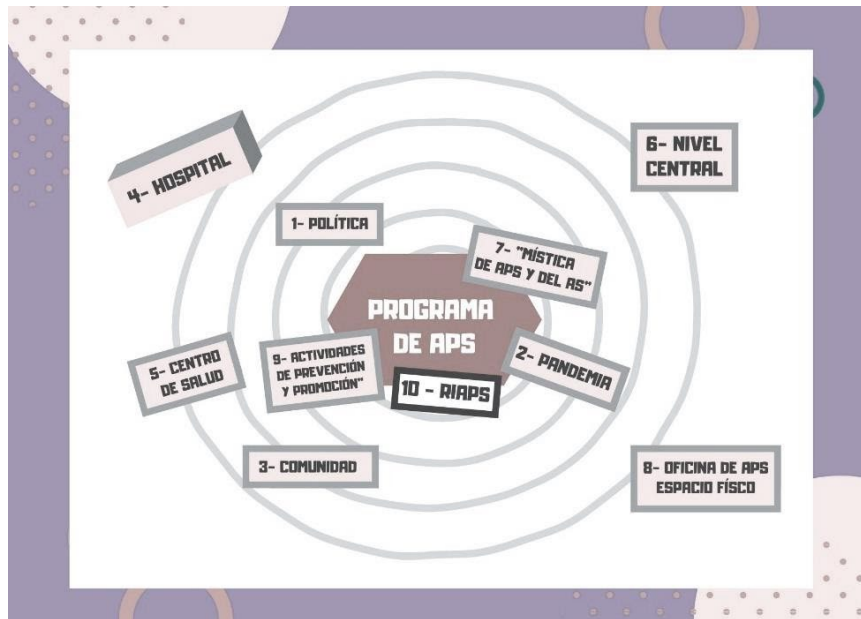 4- HOSPITAL
6- NIVEL
CENTRAL
1- POLÍTICA
7- "MÍSTICA
DE APS Y DEL AS"
PROGRAMA
DE APS
5- CENTRO
DE SALUD
9- ACTIVIDADES
DE PREVENCIÓN
Y PROMOCIÓN"
2- PANDEMIA
10 - RIAPS
3- COMUNIDAD
8- OFICINA DE APS
ESPACIO FÍSCO